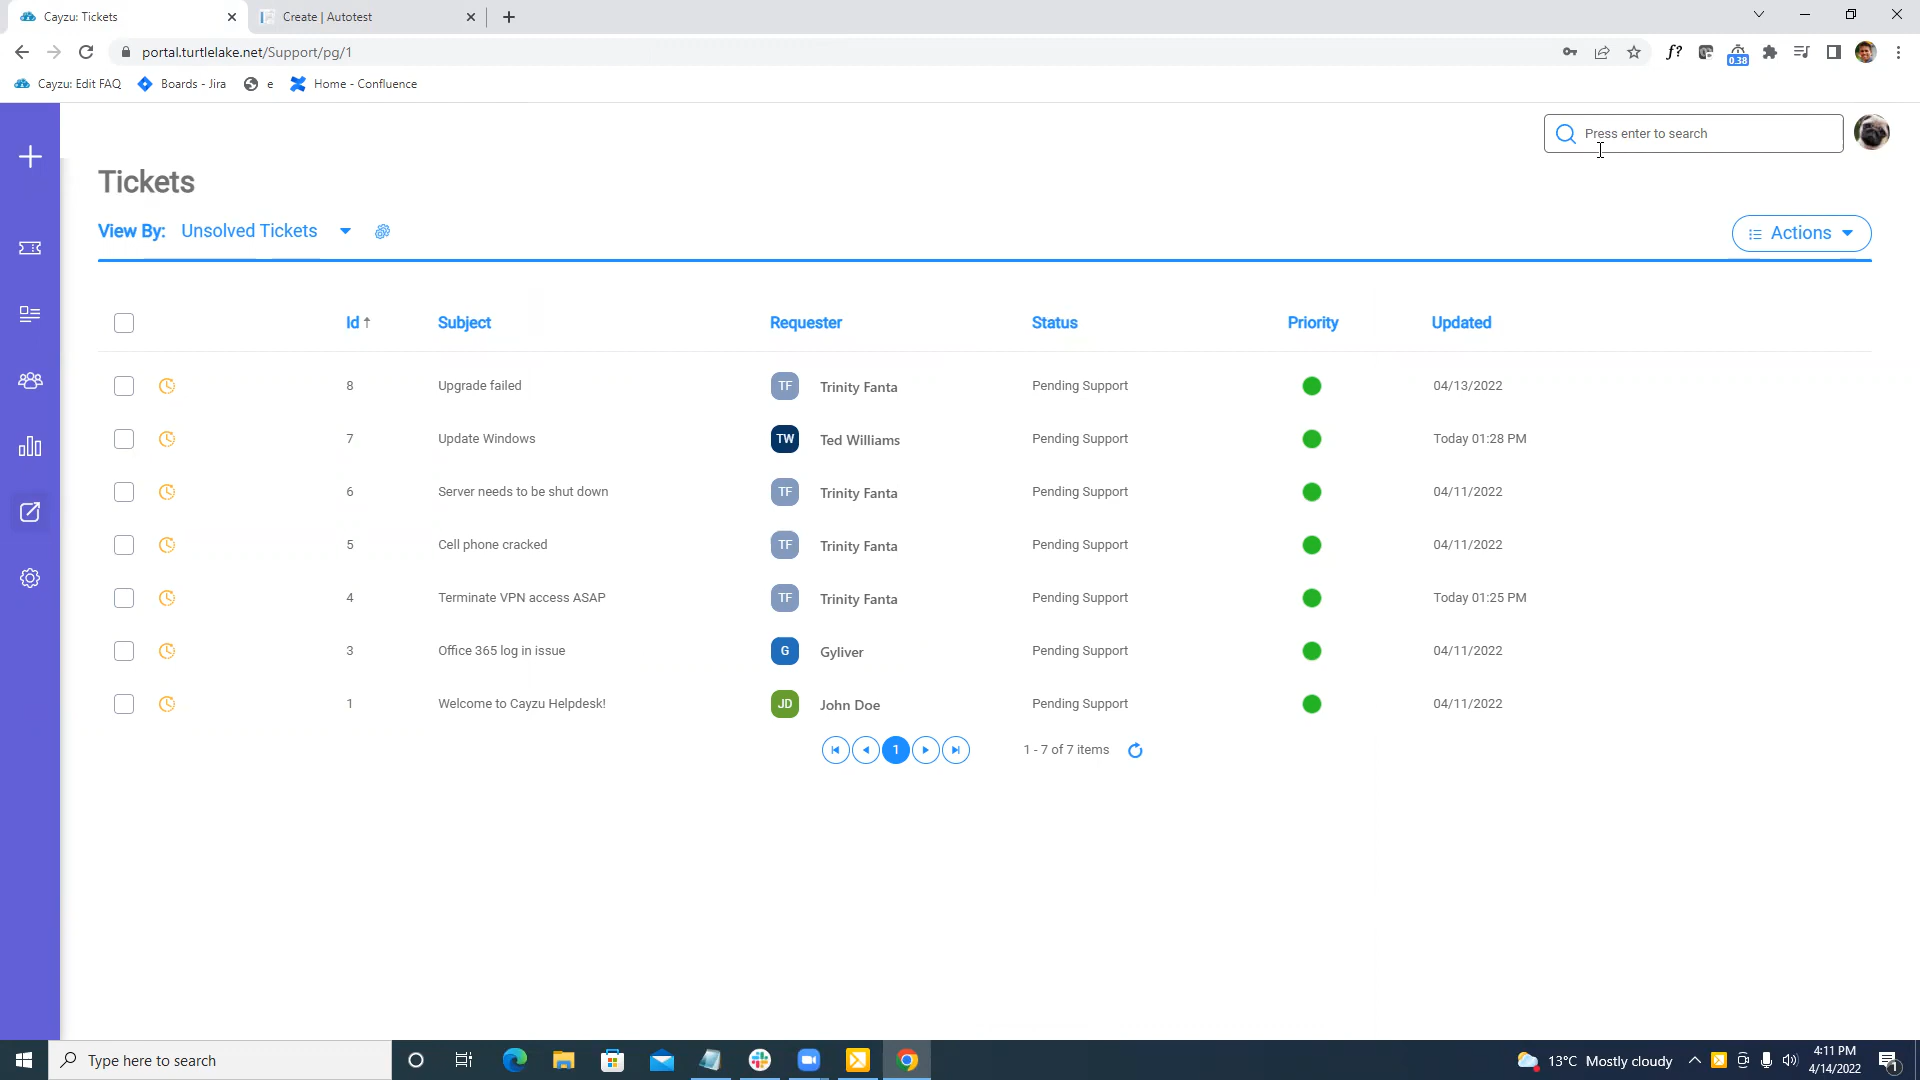 Cayzu: Tickets
Create | Autotest
portal.turtlelake.net/Support/pg/1
f?
0.38
Cayzu: Edit FAQ
Boards - Jira
e
Home - Confluence
Press enter to search
Tickets
View By: Unsolved Tickets
Actions
Id Subject Requester Status Priority Updated
8 Upgrade failed TF Trinity Fanta Pending Support 04/13/2022
7 Update Windows TW Ted Williams Pending Support Today 01:28 PM
6 Server needs to be shut down TF Trinity Fanta Pending Support 04/11/2022
5 Cell phone cracked TF Trinity Fanta Pending Support 04/11/2022
4 Terminate VPN access ASAP TF Trinity Fanta Pending Support Today 01:25 PM
3 Office 365 log in issue G Gyliver Pending Support 04/11/2022
1 Welcome to Cayzu Helpdesk! JD John Doe Pending Support 04/11/2022
1 1 - 7 of 7 items
Type here to search
13°C Mostly cloudy
4:11 PM
4/14/2022
1